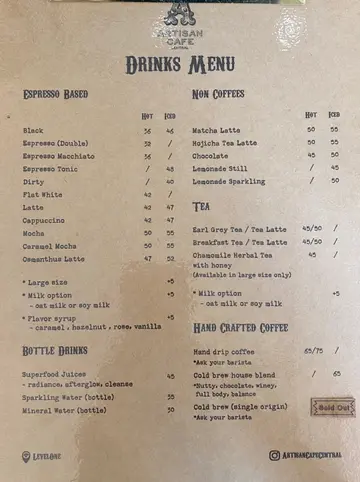 ARTISAN
CAFE
CENTRAL
DRINKS MENU
ESPRESSO BASED
HOT ICED
Black 36 46
Espresso (Double) 32 /
Espresso Macchiato 36 /
Espresso Tonic / 48
Dirty / 40
Flat White 42 /
Latte 42 47
Cappuccino 42 47
Mocha 50 55
Caramel Mocha 50 55
Osmanthus Latte 47 52
* Large size +5
* Milk option +5
- oat milk or soy milk
* Flavor syrup +5
- caramel, hazelnut, rose, vanilla
BOTTLE DRINKS
Superfood Juices 45
- radiance, afterglow, cleanse
Sparkling Water (bottle) 35
Mineral Water (bottle) 30
LEVELONE
NON COFFEES
HOT ICED
Matcha Latte 50 55
Hojicha Tea Latte 50 55
Chocolate 45 50
Lemonade Still / 45
Lemonade Sparkling / 50
TEA
Earl Grey Tea / Tea Latte 45/50 /
Breakfast Tea / Tea Latte 45/50 /
Chamomile Herbal Tea 45 /
with honey
(Available in large size only)
* Milk option +5
- oat milk or soy milk
HAND CRAFTED COFFEE
Hand drip coffee 65/75 /
*Ask your barista
Cold brew house blend / 65
*Nutty, chocolate, winey,
full body, balance
Cold brew (single origin) Sold Out
*Ask your barista
ARTISANCAFECENTRAL